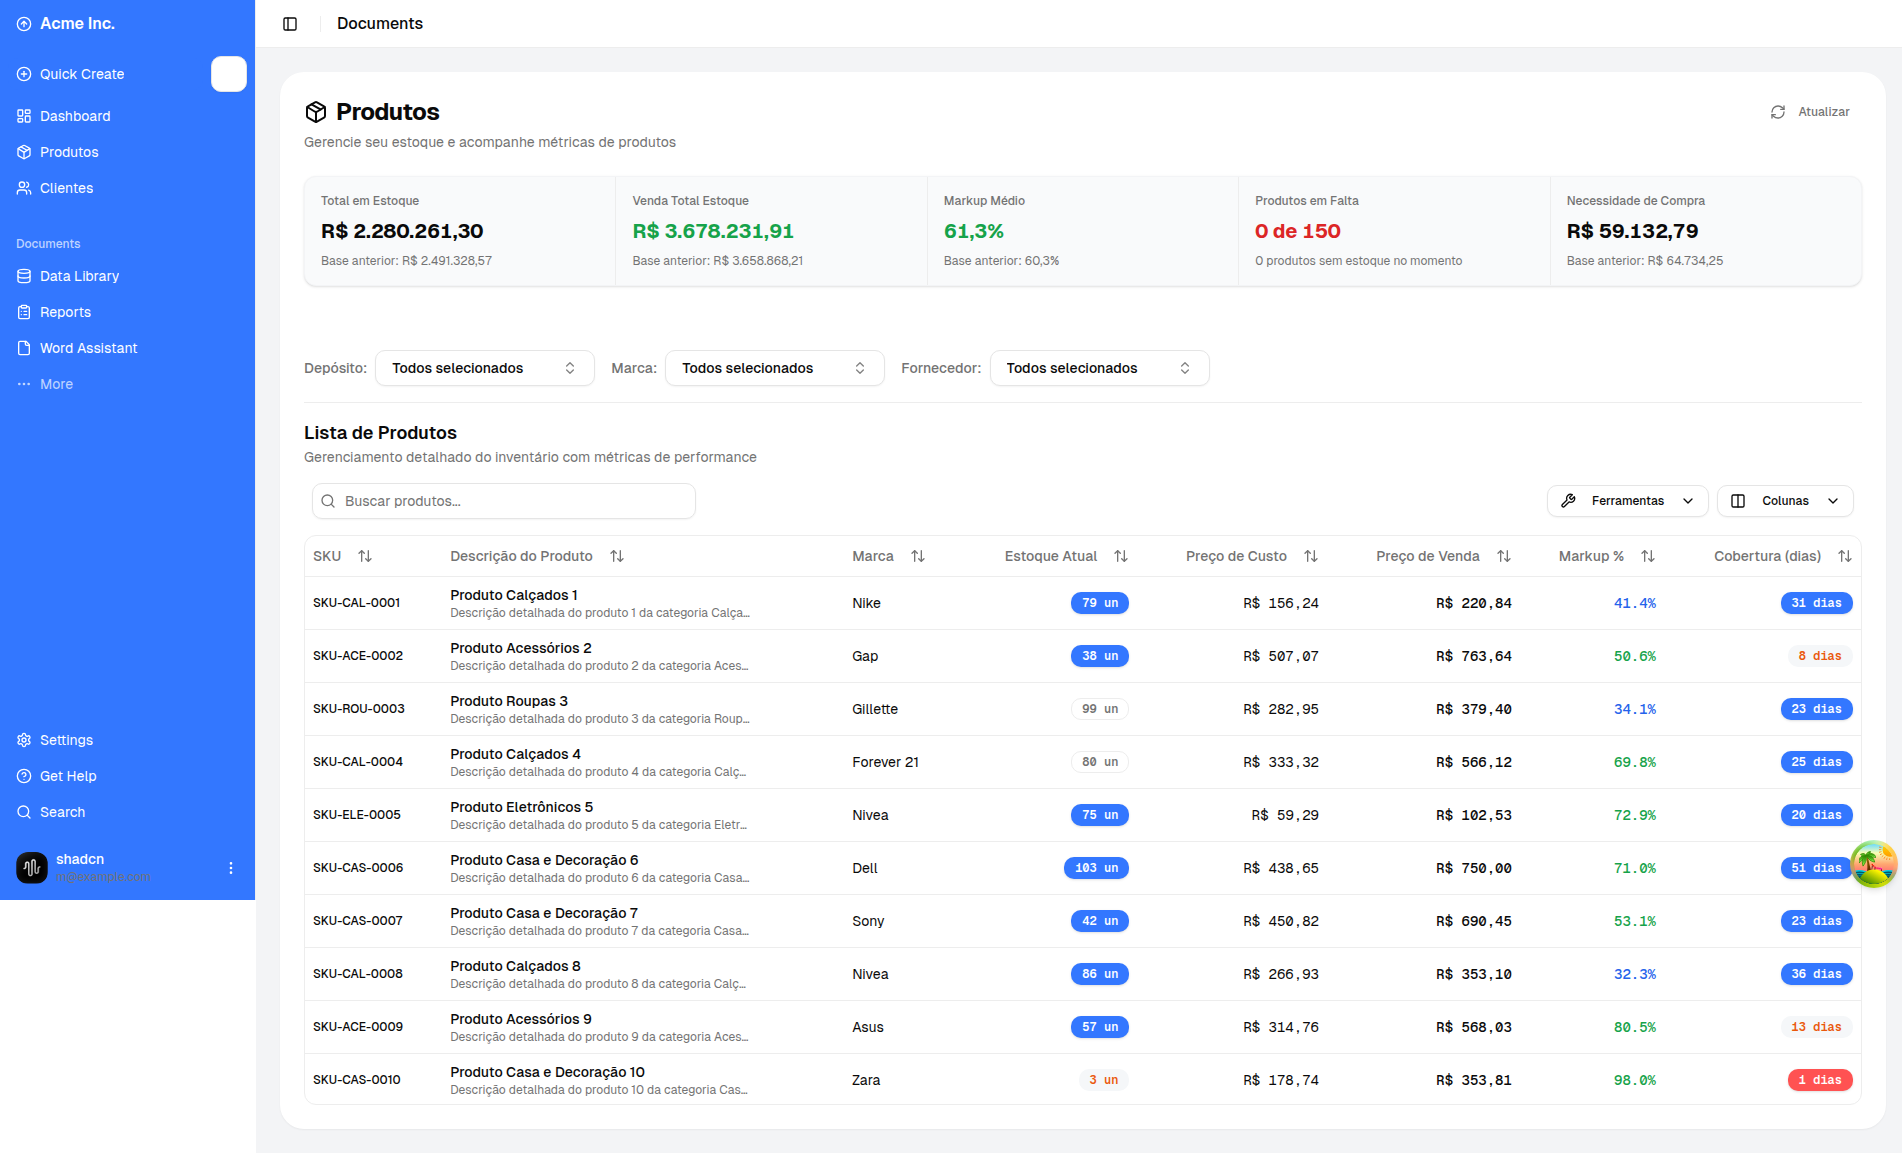 Acme Inc.
Quick Create
Dashboard
Produtos
Clientes
Documents
Data Library
Reports
Word Assistant
More
Settings
Get Help
Search
shadcn
m@example.com
Documents
Produtos
Atualizar
Gerencie seu estoque e acompanhe métricas de produtos
Total em Estoque
R$ 2.280.261,30
Base anterior: R$ 2.491.328,57
Venda Total Estoque
R$ 3.678.231,91
Base anterior: R$ 3.658.868,21
Markup Médio
61,3%
Base anterior: 60,3%
Produtos em Falta
0 de 150
0 produtos sem estoque no momento
Necessidade de Compra
R$ 59.132,79
Base anterior: R$ 64.734,25
Depósito: Todos selecionados Marca: Todos selecionados Fornecedor: Todos selecionados
Lista de Produtos
Gerenciamento detalhado do inventário com métricas de performance
Buscar produtos... Ferramentas Colunas
SKU Descrição do Produto Marca Estoque Atual Preço de Custo Preço de Venda Markup % Cobertura (dias)
SKU-CAL-0001 Produto Calçados 1 Nike 79 un R$ 156,24 R$ 220,84 41.4% 31 dias
Descrição detalhada do produto 1 da categoria Calça...
SKU-ACE-0002 Produto Acessórios 2 Gap 38 un R$ 507,07 R$ 763,64 50.6% 8 dias
Descrição detalhada do produto 2 da categoria Aces...
SKU-ROU-0003 Produto Roupas 3 Gillette 99 un R$ 282,95 R$ 379,40 34.1% 23 dias
Descrição detalhada do produto 3 da categoria Roup...
SKU-CAL-0004 Produto Calçados 4 Forever 21 80 un R$ 333,32 R$ 566,12 69.8% 25 dias
Descrição detalhada do produto 4 da categoria Calç...
SKU-ELE-0005 Produto Eletrônicos 5 Nivea 75 un R$ 59,29 R$ 102,53 72.9% 20 dias
Descrição detalhada do produto 5 da categoria Eletr...
SKU-CAS-0006 Produto Casa e Decoração 6 Dell 103 un R$ 438,65 R$ 750,00 71.0% 51 dias
Descrição detalhada do produto 6 da categoria Casa...
SKU-CAS-0007 Produto Casa e Decoração 7 Sony 42 un R$ 450,82 R$ 690,45 53.1% 23 dias
Descrição detalhada do produto 7 da categoria Casa...
SKU-CAL-0008 Produto Calçados 8 Nivea 86 un R$ 266,93 R$ 353,10 32.3% 36 dias
Descrição detalhada do produto 8 da categoria Calç...
SKU-ACE-0009 Produto Acessórios 9 Asus 57 un R$ 314,76 R$ 568,03 80.5% 13 dias
Descrição detalhada do produto 9 da categoria Aces...
SKU-CAS-0010 Produto Casa e Decoração 10 Zara 3 un R$ 178,74 R$ 353,81 98.0% 1 dias
Descrição detalhada do produto 10 da categoria Cas...